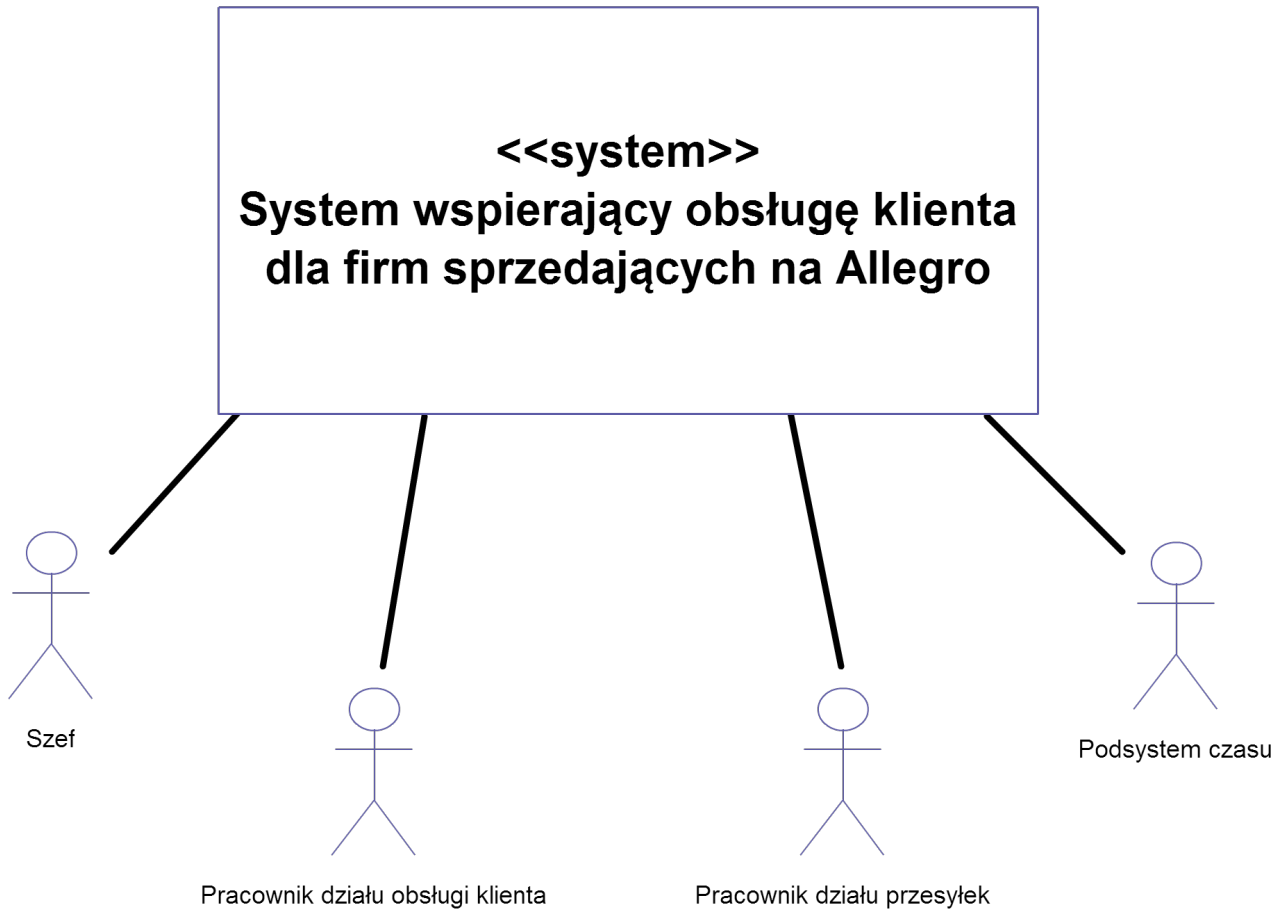 <<system>>
System wspierający obsługę klienta
dla firm sprzedających na Allegro
Szef
Podsystem czasu
Pracownik działu obsługi klienta
Pracownik działu przesyłek